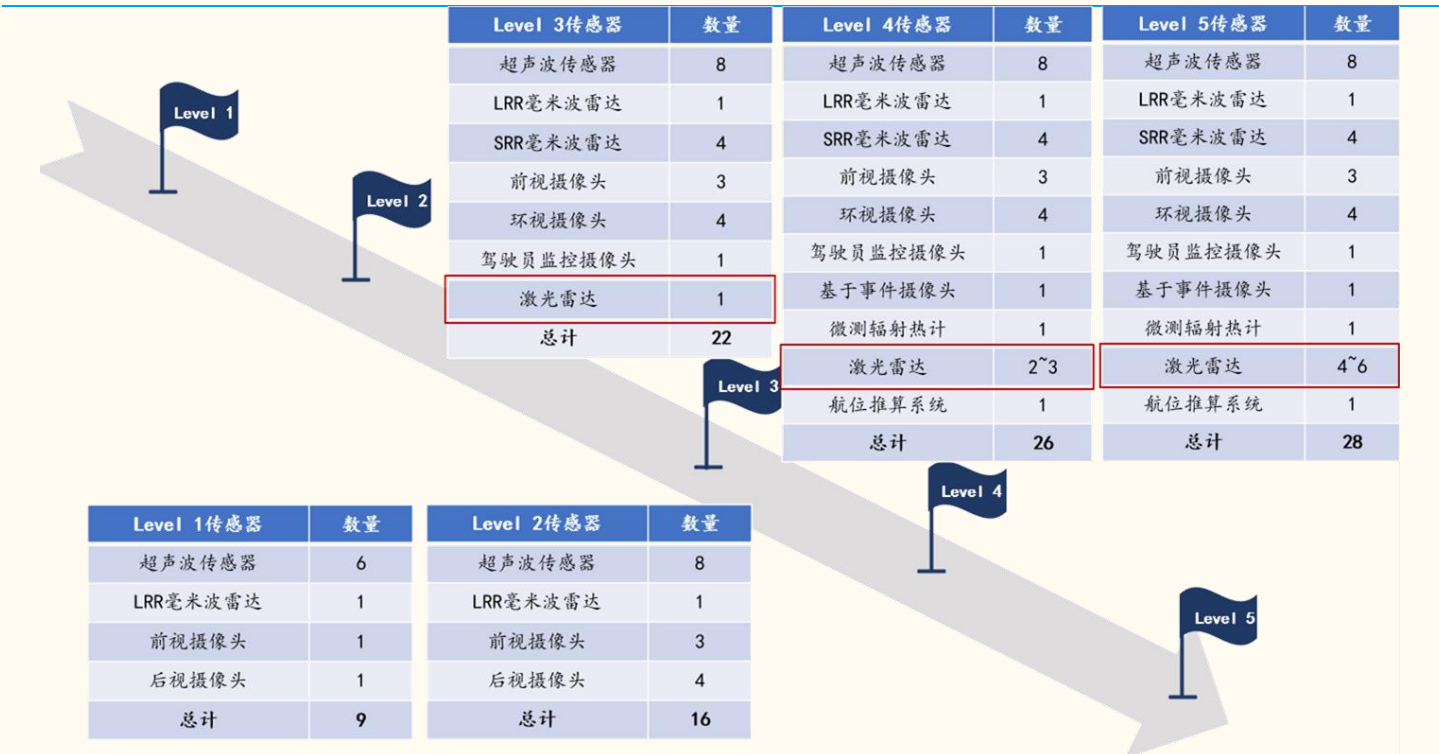 Level 1
Level 2
Level 3
Level 4
Level 5
Level 3传感器 数量
超声波传感器 8
LRR毫米波雷达 1
SRR毫米波雷达 4
前视摄像头 3
环视摄像头 4
驾驶员监控摄像头 1
激光雷达 1
总计 22
Level 4传感器 数量
超声波传感器 8
LRR毫米波雷达 1
SRR毫米波雷达 4
前视摄像头 3
环视摄像头 4
驾驶员监控摄像头 1
基于事件摄像头 1
微测辐射热计 1
激光雷达 2~3
航位推算系统 1
总计 26
Level 5传感器 数量
超声波传感器 8
LRR毫米波雷达 1
SRR毫米波雷达 4
前视摄像头 3
环视摄像头 4
驾驶员监控摄像头 1
基于事件摄像头 1
微测辐射热计 1
激光雷达 4~6
航位推算系统 1
总计 28
Level 1传感器 数量
超声波传感器 6
LRR毫米波雷达 1
前视摄像头 1
后视摄像头 1
总计 9
Level 2传感器 数量
超声波传感器 8
LRR毫米波雷达 1
前视摄像头 3
后视摄像头 4
总计 16